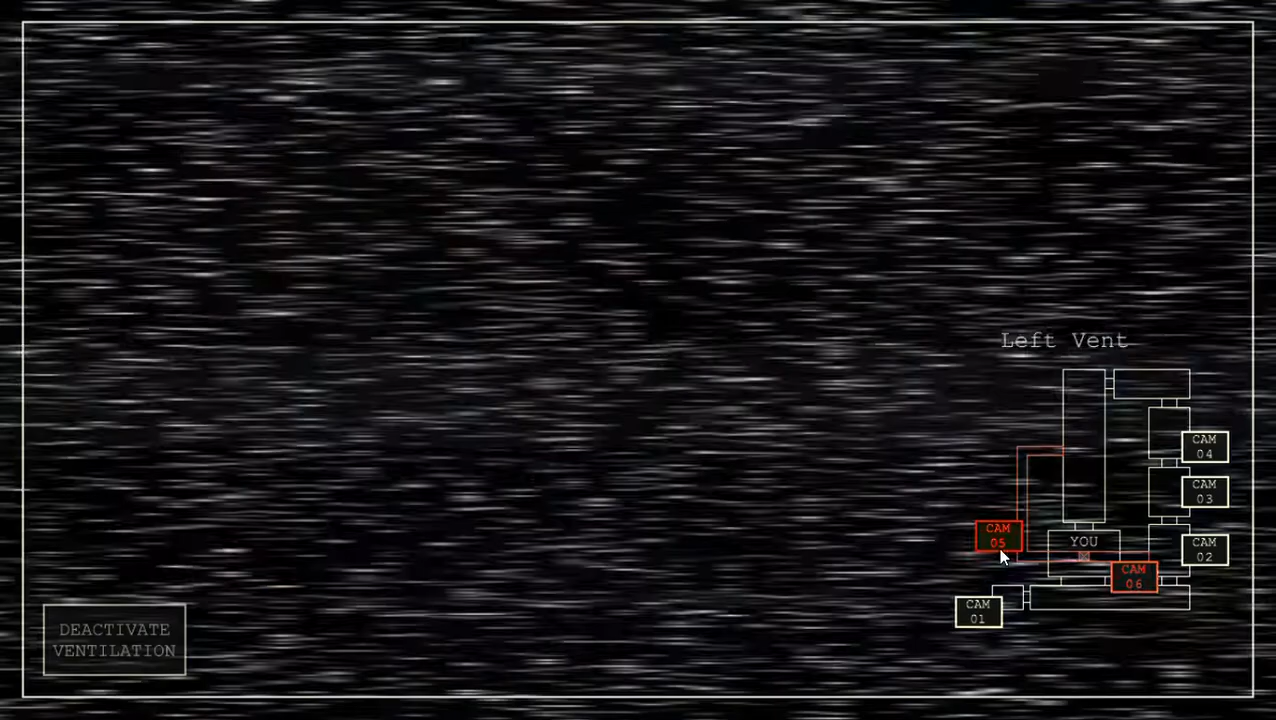 Left Vent
CAM
04
CAM
03
CAM
05
YOU
CAM
02
CAM
06
CAM
01
DEACTIVATE
VENTILATION